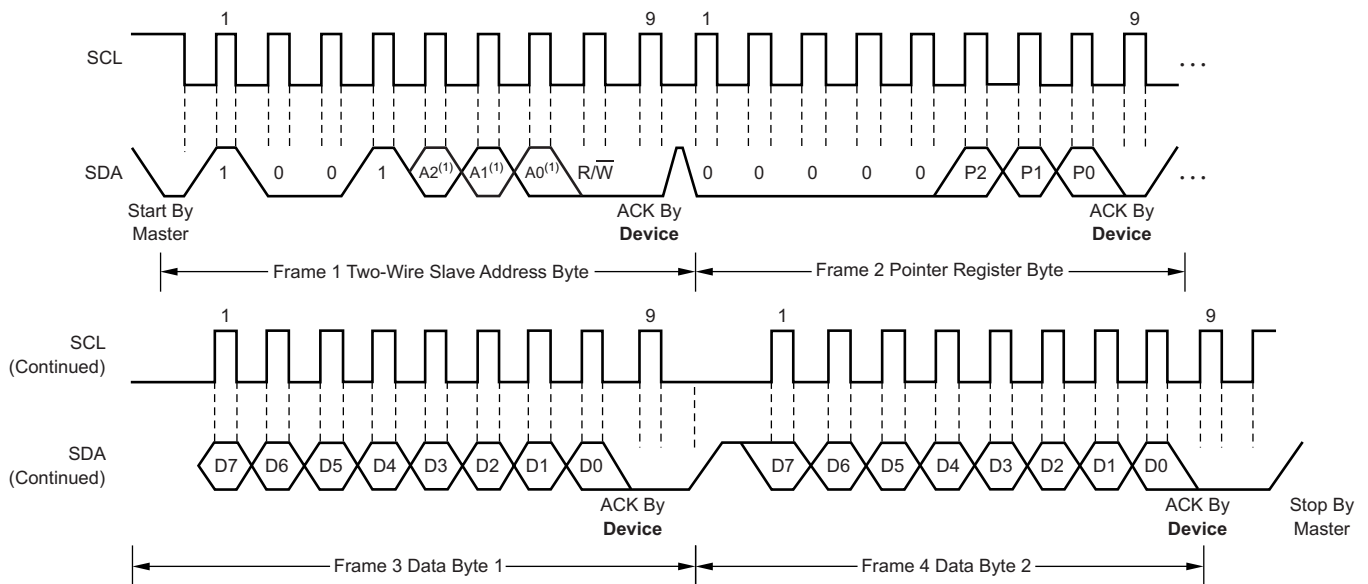 1 9 1 9
SCL ...
SDA 1 0 0 1 A2(1) A1(1) A0(1) R/W̅ 0 0 0 0 0 P2 P1 P0 ...
Start By Master
ACK By Device
ACK By Device
Frame 1 Two-Wire Slave Address Byte
Frame 2 Pointer Register Byte
1 9 1 9
SCL
(Continued)
SDA
(Continued)
D7 D6 D5 D4 D3 D2 D1 D0 D7 D6 D5 D4 D3 D2 D1 D0
ACK By Device
ACK By Device
Stop By Master
Frame 3 Data Byte 1
Frame 4 Data Byte 2